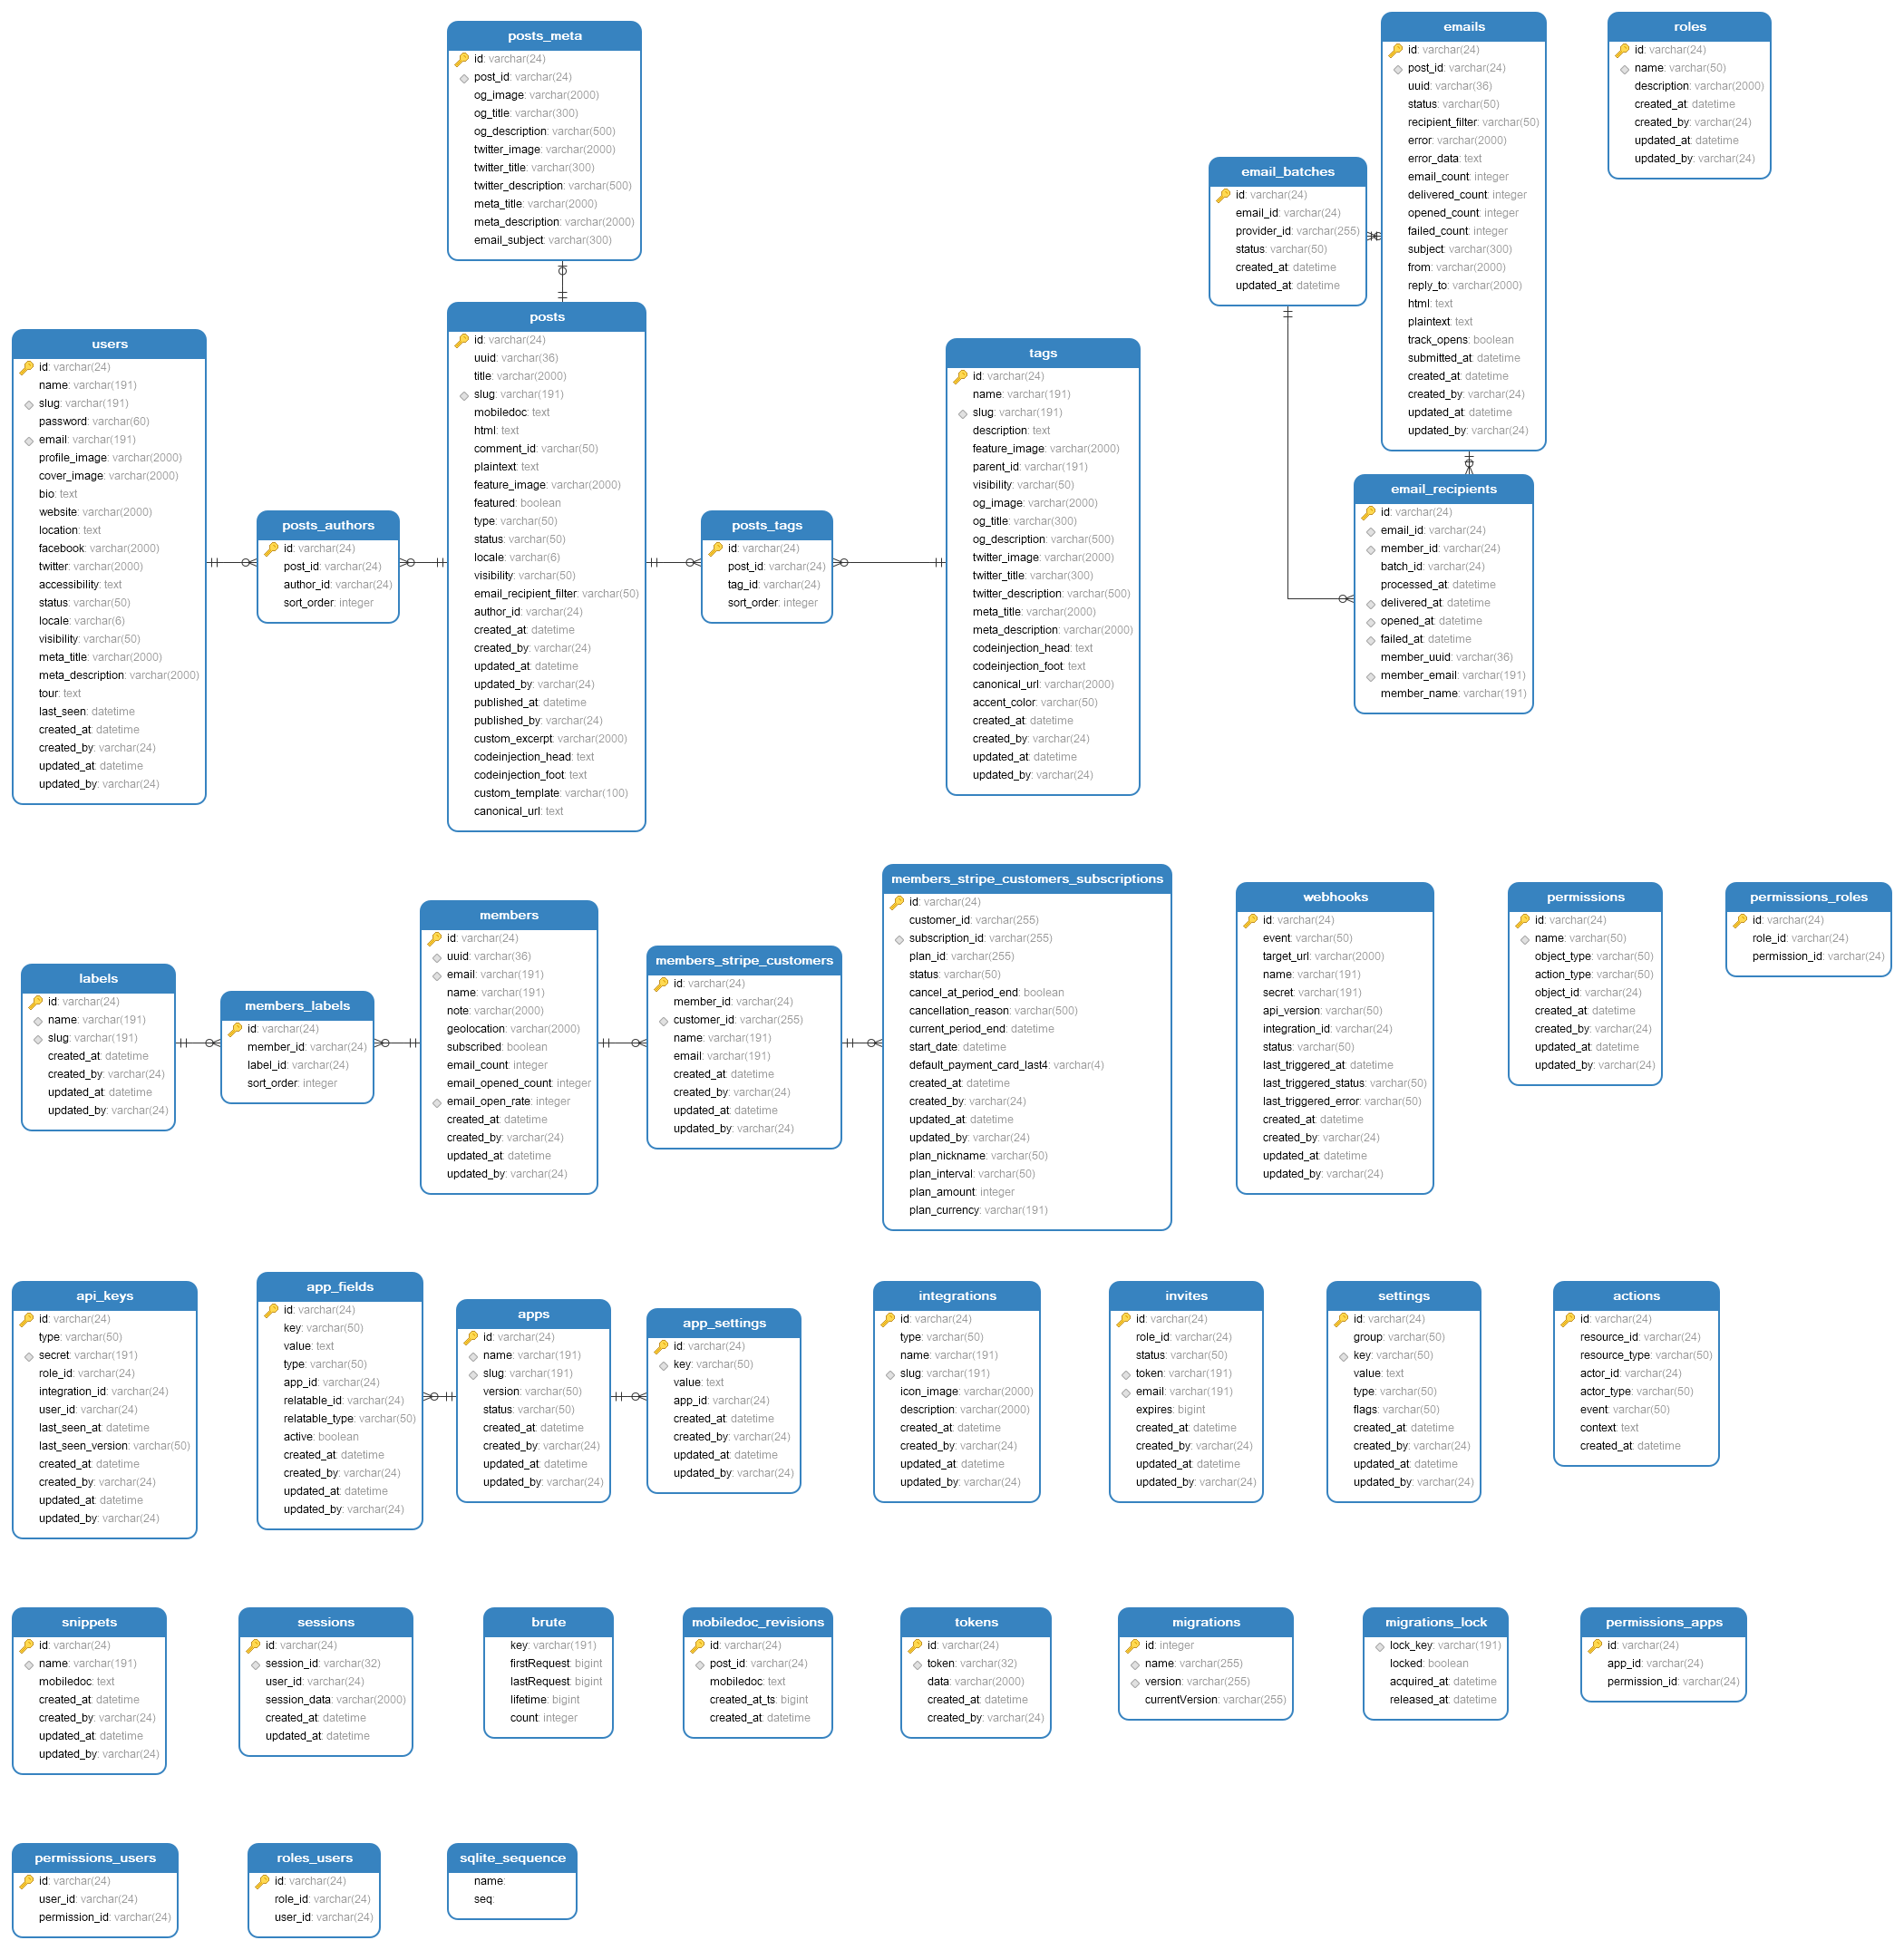 posts_meta
id: varchar(24)
post_id: varchar(24)
og_image: varchar(2000)
og_title: varchar(300)
og_description: varchar(500)
twitter_image: varchar(2000)
twitter_title: varchar(300)
twitter_description: varchar(500)
meta_title: varchar(2000)
meta_description: varchar(2000)
email_subject: varchar(300)
emails
id: varchar(24)
post_id: varchar(24)
uuid: varchar(36)
status: varchar(50)
recipient_filter: varchar(50)
error: varchar(2000)
error_data: text
email_count: integer
delivered_count: integer
opened_count: integer
failed_count: integer
subject: varchar(300)
from: varchar(2000)
reply_to: varchar(2000)
html: text
plaintext: text
track_opens: boolean
submitted_at: datetime
created_at: datetime
created_by: varchar(24)
updated_at: datetime
updated_by: varchar(24)
roles
id: varchar(24)
name: varchar(50)
description: varchar(2000)
created_at: datetime
created_by: varchar(24)
updated_at: datetime
updated_by: varchar(24)
email_batches
id: varchar(24)
email_id: varchar(24)
provider_id: varchar(255)
status: varchar(50)
created_at: datetime
updated_at: datetime
users
id: varchar(24)
name: varchar(191)
slug: varchar(191)
password: varchar(60)
email: varchar(191)
profile_image: varchar(2000)
cover_image: varchar(2000)
bio: text
website: varchar(2000)
location: text
facebook: varchar(2000)
twitter: varchar(2000)
accessibility: text
status: varchar(50)
locale: varchar(6)
visibility: varchar(50)
meta_title: varchar(2000)
meta_description: varchar(2000)
tour: text
last_seen: datetime
created_at: datetime
created_by: varchar(24)
updated_at: datetime
updated_by: varchar(24)
posts_authors
id: varchar(24)
post_id: varchar(24)
author_id: varchar(24)
sort_order: integer
posts
id: varchar(24)
uuid: varchar(36)
title: varchar(2000)
slug: varchar(191)
mobiledoc: text
html: text
comment_id: varchar(50)
plaintext: text
feature_image: varchar(2000)
featured: boolean
type: varchar(50)
status: varchar(50)
locale: varchar(6)
visibility: varchar(50)
email_recipient_filter: varchar(50)
author_id: varchar(24)
created_at: datetime
created_by: varchar(24)
updated_at: datetime
updated_by: varchar(24)
published_at: datetime
published_by: varchar(24)
custom_excerpt: varchar(2000)
codeinjection_head: text
codeinjection_foot: text
custom_template: varchar(100)
canonical_url: text
posts_tags
id: varchar(24)
post_id: varchar(24)
tag_id: varchar(24)
sort_order: integer
tags
id: varchar(24)
name: varchar(191)
slug: varchar(191)
description: text
feature_image: varchar(2000)
parent_id: varchar(191)
visibility: varchar(50)
og_image: varchar(2000)
og_title: varchar(300)
og_description: varchar(500)
twitter_image: varchar(2000)
twitter_title: varchar(300)
twitter_description: varchar(500)
meta_title: varchar(2000)
meta_description: varchar(2000)
codeinjection_head: text
codeinjection_foot: text
canonical_url: varchar(2000)
accent_color: varchar(50)
created_at: datetime
created_by: varchar(24)
updated_at: datetime
updated_by: varchar(24)
email_recipients
id: varchar(24)
email_id: varchar(24)
member_id: varchar(24)
batch_id: varchar(24)
processed_at: datetime
delivered_at: datetime
opened_at: datetime
failed_at: datetime
member_uuid: varchar(36)
member_email: varchar(191)
member_name: varchar(191)
labels
id: varchar(24)
name: varchar(191)
slug: varchar(191)
created_at: datetime
created_by: varchar(24)
updated_at: datetime
updated_by: varchar(24)
members_labels
id: varchar(24)
member_id: varchar(24)
label_id: varchar(24)
sort_order: integer
members
id: varchar(24)
uuid: varchar(36)
email: varchar(191)
name: varchar(191)
note: varchar(2000)
geolocation: varchar(2000)
subscribed: boolean
email_count: integer
email_opened_count: integer
email_open_rate: integer
created_at: datetime
created_by: varchar(24)
updated_at: datetime
updated_by: varchar(24)
members_stripe_customers
id: varchar(24)
member_id: varchar(24)
customer_id: varchar(255)
name: varchar(191)
email: varchar(191)
created_at: datetime
created_by: varchar(24)
updated_at: datetime
updated_by: varchar(24)
members_stripe_customers_subscriptions
id: varchar(24)
customer_id: varchar(255)
subscription_id: varchar(255)
plan_id: varchar(255)
status: varchar(50)
cancel_at_period_end: boolean
cancellation_reason: varchar(500)
current_period_end: datetime
start_date: datetime
default_payment_card_last4: varchar(4)
created_at: datetime
created_by: varchar(24)
updated_at: datetime
updated_by: varchar(24)
plan_nickname: varchar(50)
plan_interval: varchar(50)
plan_amount: integer
plan_currency: varchar(191)
webhooks
id: varchar(24)
event: varchar(50)
target_url: varchar(2000)
name: varchar(191)
secret: varchar(191)
api_version: varchar(50)
integration_id: varchar(24)
status: varchar(50)
last_triggered_at: datetime
last_triggered_status: varchar(50)
last_triggered_error: varchar(50)
created_at: datetime
created_by: varchar(24)
updated_at: datetime
updated_by: varchar(24)
permissions
id: varchar(24)
name: varchar(50)
object_type: varchar(50)
action_type: varchar(50)
object_id: varchar(24)
created_at: datetime
created_by: varchar(24)
updated_at: datetime
updated_by: varchar(24)
permissions_roles
id: varchar(24)
role_id: varchar(24)
permission_id: varchar(24)
api_keys
id: varchar(24)
type: varchar(50)
secret: varchar(191)
role_id: varchar(24)
integration_id: varchar(24)
user_id: varchar(24)
last_seen_at: datetime
last_seen_version: varchar(50)
created_at: datetime
created_by: varchar(24)
updated_at: datetime
updated_by: varchar(24)
app_fields
id: varchar(24)
key: varchar(50)
value: text
type: varchar(50)
app_id: varchar(24)
relatable_id: varchar(24)
relatable_type: varchar(50)
active: boolean
created_at: datetime
created_by: varchar(24)
updated_at: datetime
updated_by: varchar(24)
apps
id: varchar(24)
name: varchar(191)
slug: varchar(191)
version: varchar(50)
status: varchar(50)
created_at: datetime
created_by: varchar(24)
updated_at: datetime
updated_by: varchar(24)
app_settings
id: varchar(24)
key: varchar(50)
value: text
app_id: varchar(24)
created_at: datetime
created_by: varchar(24)
updated_at: datetime
updated_by: varchar(24)
integrations
id: varchar(24)
type: varchar(50)
name: varchar(191)
slug: varchar(191)
icon_image: varchar(2000)
description: varchar(2000)
created_at: datetime
created_by: varchar(24)
updated_at: datetime
updated_by: varchar(24)
invites
id: varchar(24)
role_id: varchar(24)
status: varchar(50)
token: varchar(191)
email: varchar(191)
expires: bigint
created_at: datetime
created_by: varchar(24)
updated_at: datetime
updated_by: varchar(24)
settings
id: varchar(24)
group: varchar(50)
key: varchar(50)
value: text
type: varchar(50)
flags: varchar(50)
created_at: datetime
created_by: varchar(24)
updated_at: datetime
updated_by: varchar(24)
actions
id: varchar(24)
resource_id: varchar(24)
resource_type: varchar(50)
actor_id: varchar(24)
actor_type: varchar(50)
event: varchar(50)
context: text
created_at: datetime
snippets
id: varchar(24)
name: varchar(191)
mobiledoc: text
created_at: datetime
created_by: varchar(24)
updated_at: datetime
updated_by: varchar(24)
sessions
id: varchar(24)
session_id: varchar(32)
user_id: varchar(24)
session_data: varchar(2000)
created_at: datetime
updated_at: datetime
brute
key: varchar(191)
firstRequest: bigint
lastRequest: bigint
lifetime: bigint
count: integer
mobiledoc_revisions
id: varchar(24)
post_id: varchar(24)
mobiledoc: text
created_at_ts: bigint
created_at: datetime
tokens
id: varchar(24)
token: varchar(32)
data: varchar(2000)
created_at: datetime
created_by: varchar(24)
migrations
id: integer
name: varchar(255)
version: varchar(255)
currentVersion: varchar(255)
migrations_lock
lock_key: varchar(191)
locked: boolean
acquired_at: datetime
released_at: datetime
permissions_apps
id: varchar(24)
app_id: varchar(24)
permission_id: varchar(24)
permissions_users
id: varchar(24)
user_id: varchar(24)
permission_id: varchar(24)
roles_users
id: varchar(24)
role_id: varchar(24)
user_id: varchar(24)
sqlite_sequence
name:
seq: